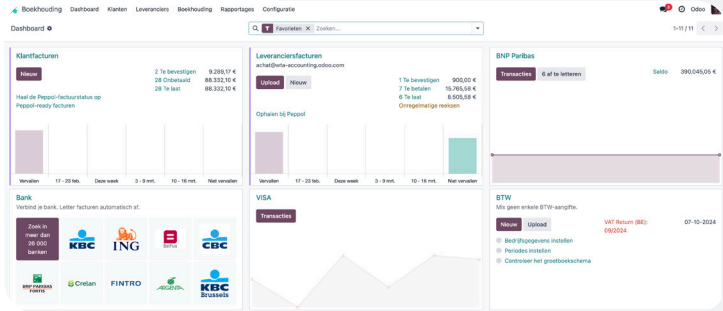 Boekhouding Dashboard Klanten Leveranciers Boekhouding Rapportages Configuratie
Odoo
Dashboard
Favorieten × Zoeken...
1-11 / 11
Klantfacturen
Nieuw
2 Te bevestigen 9.289,17 €
28 Onbetaald 88.332,10 €
28 Te laat 88.332,10 €
Haal de Peppol-factuurstatus op
Peppol-ready facturen
Vervallen 17 - 23 feb. Deze week 3 - 9 mrt. 10 - 16 mrt. Niet vervallen
Leveranciersfacturen
achat@wta-accounting.odoo.com
Upload Nieuw
1 Te bevestigen 900,00 €
7 Te betalen 15.765,58 €
6 Te laat 8.505,58 €
Onregelmatige reeksen
Ophalen bij Peppol
Vervallen 17 - 23 feb. Deze week 3 - 9 mrt. 10 - 16 mrt. Niet vervallen
BNP Paribas
Transacties 6 af te letteren
Saldo 390.045,05 €
Bank
Verbind je bank. Letter facturen automatisch af.
Zoek in
meer dan
26 000
banken
KBC
ING
Belfius
CBC
BNP PARIBAS
FORTIS
Crelan
FINTRO
ARGENTA
KBC
Brussels
VISA
Transacties
BTW
Mis geen enkele BTW-aangifte.
Nieuw Upload
VAT Return (BE):
09/2024
07-10-2024
Bedrijfsgegevens instellen
Periodes instellen
Controleer het grootboekschema